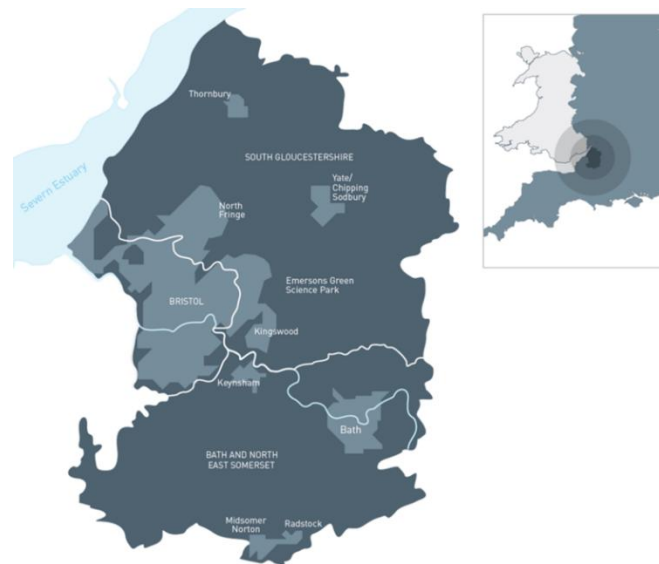 Thornbury
SOUTH GLOUCESTERSHIRE
Severn Estuary
Yate/
Chipping
Sodbury
North
Fringe
Emersons Green
Science Park
BRISTOL
Kingswood
Keynsham
Bath
BATH AND NORTH
EAST SOMERSET
Midsomer
Norton
Radstock